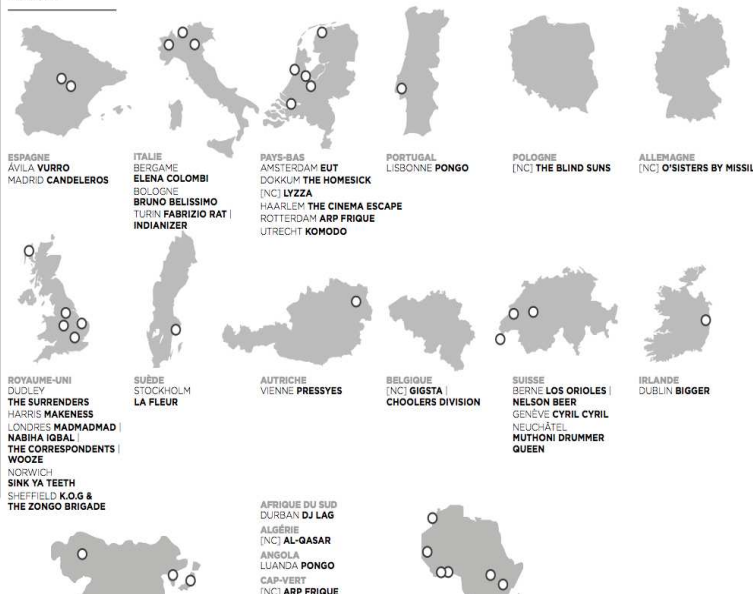 ESPAGNE
ÁVILA VURRO
MADRID CANDELEROS
ITALIE
BERGAME
ELENA COLOMBI
BOLOGNE
BRUNO BELISSIMO
TURIN FABRIZIO RAT |
INDIANIZER
PAYS-BAS
AMSTERDAM EUT
DOKKUM THE HOMESICK
[NC] LYZZA
HAARLEM THE CINEMA ESCAPE
ROTTERDAM ARP FRIQUE
UTRECHT KOMODO
PORTUGAL
LISBONNE PONGO
POLOGNE
[NC] THE BLIND SUNS
ALLEMAGNE
[NC] O'SISTERS BY MISSIL
ROYAUME-UNI
DUDLEY
THE SURRENDERS
HARRIS MAKENESS
LONDRES MADMADMAD |
NABIHA IQBAL |
THE CORRESPONDENTS |
WOOZE
NORWICH
SINK YA TEETH
SHEFFIELD K.O.G &
THE ZONGO BRIGADE
SUÈDE
STOCKHOLM
LA FLEUR
AUTRICHE
VIENNE PRESSYES
BELGIQUE
[NC] GIGSTA |
CHOOLERS DIVISION
SUISSE
BERNE LOS ORIOLES |
NELSON BEER
GENÈVE CYRIL CYRIL
NEUCHÂTEL
MUTHONI DRUMMER
QUEEN
IRLANDE
DUBLIN BIGGER
AFRIQUE DU SUD
DURBAN DJ LAG
ALGÉRIE
[NC] AL-QASAR
ANGOLA
LUANDA PONGO
CAP-VERT
[NC] ARP FRIQUE